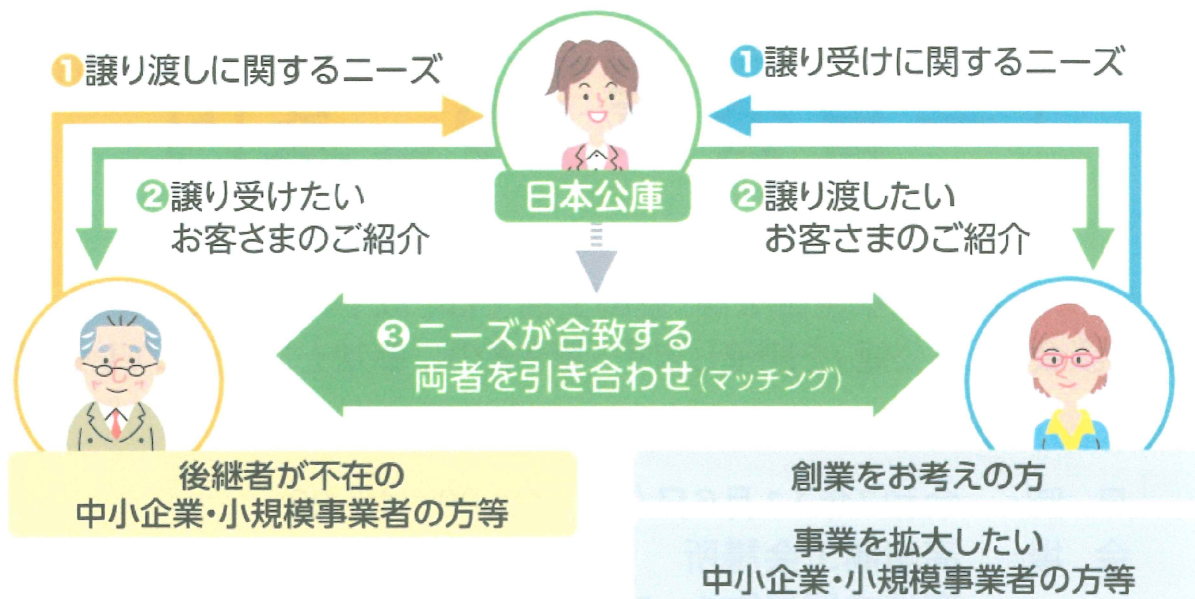 ❶譲り渡しに関するニーズ
❶譲り受けに関するニーズ
日本公庫
❷譲り受けたい
お客さまのご紹介
❷譲り渡したい
お客さまのご紹介
❸ニーズが合致する
両者を引き合わせ(マッチング)
後継者が不在の
中小企業・小規模事業者の方等
創業をお考えの方
事業を拡大したい
中小企業・小規模事業者の方等